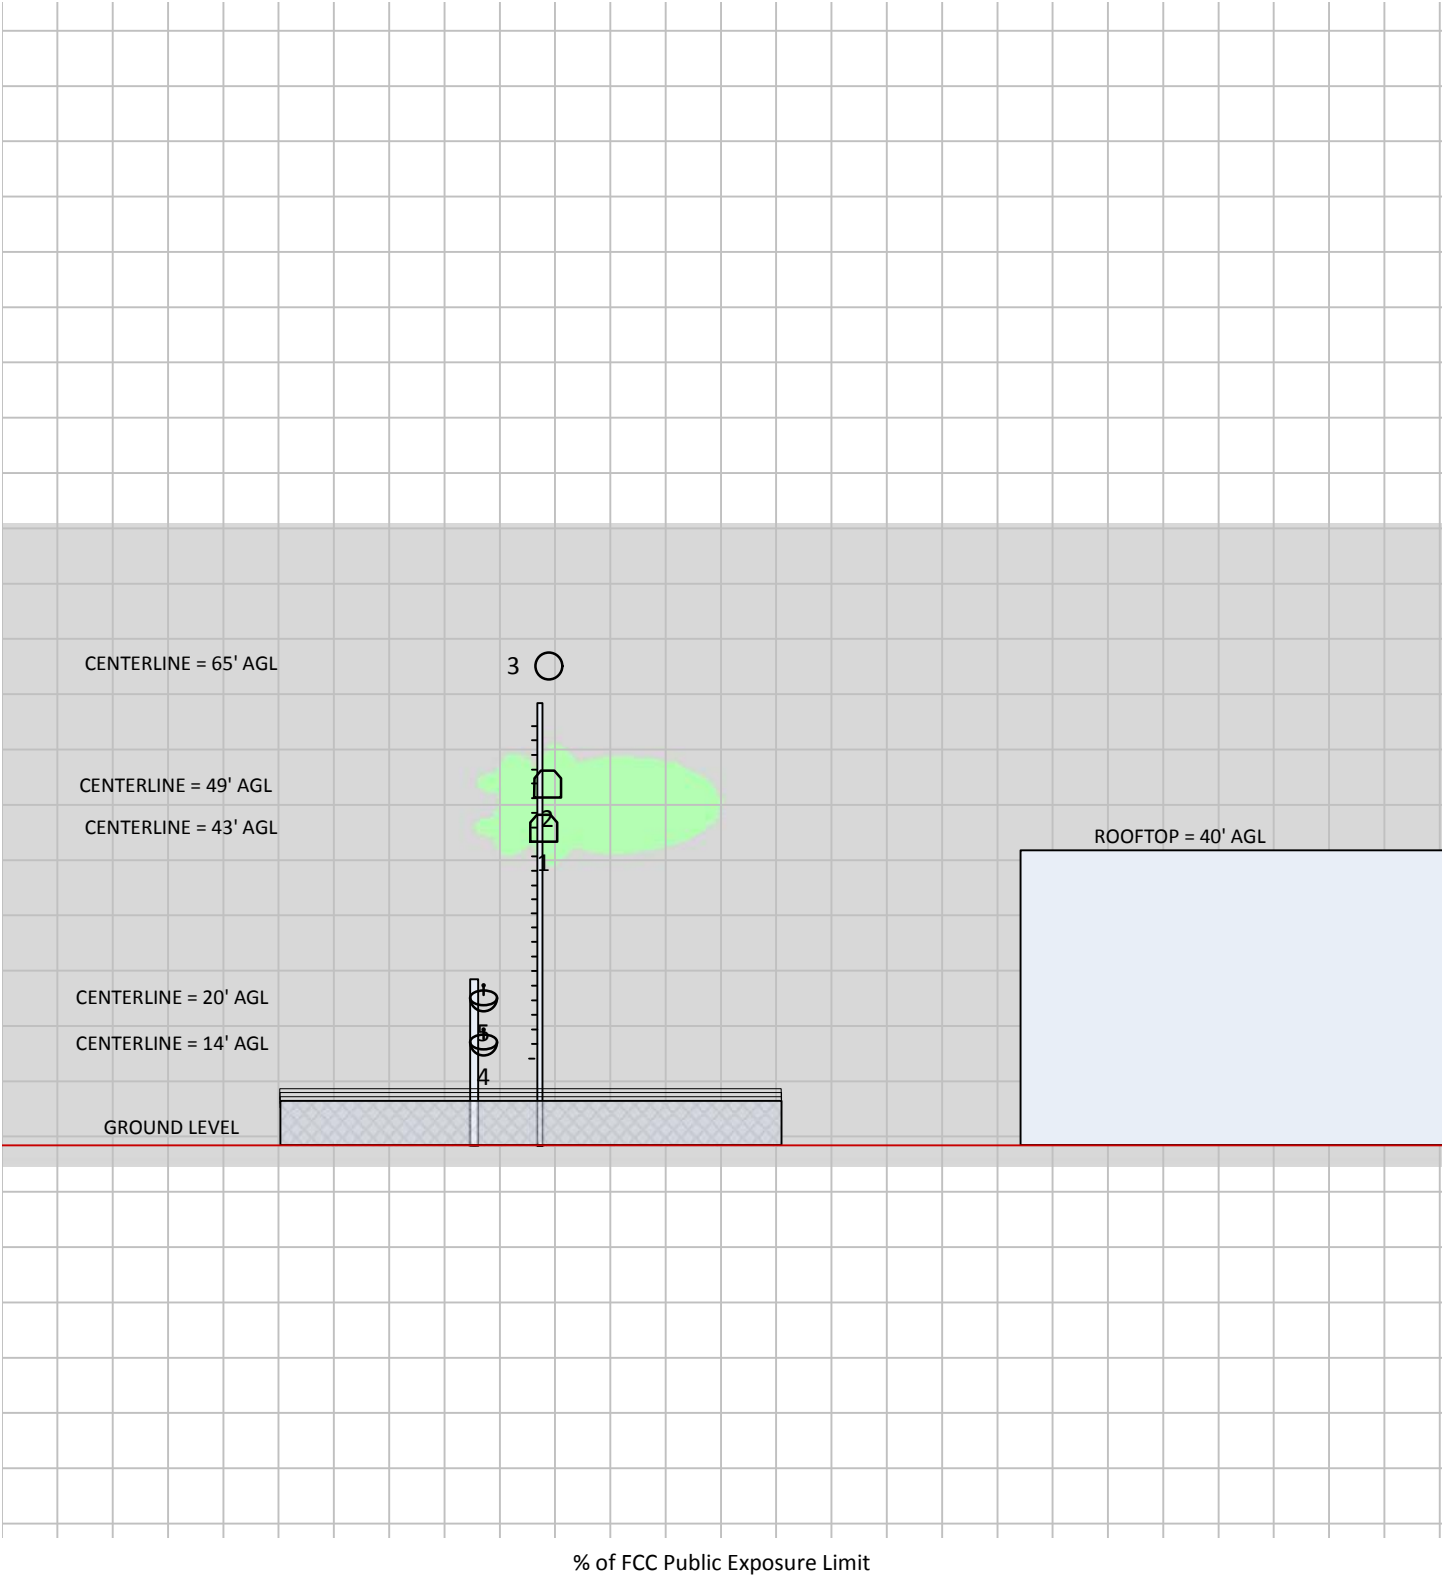 CENTERLINE = 65' AGL
3
CENTERLINE = 49' AGL
2
CENTERLINE = 43' AGL
ROOFTOP = 40' AGL
1
CENTERLINE = 20' AGL
CENTERLINE = 14' AGL
4
GROUND LEVEL
% of FCC Public Exposure Limit